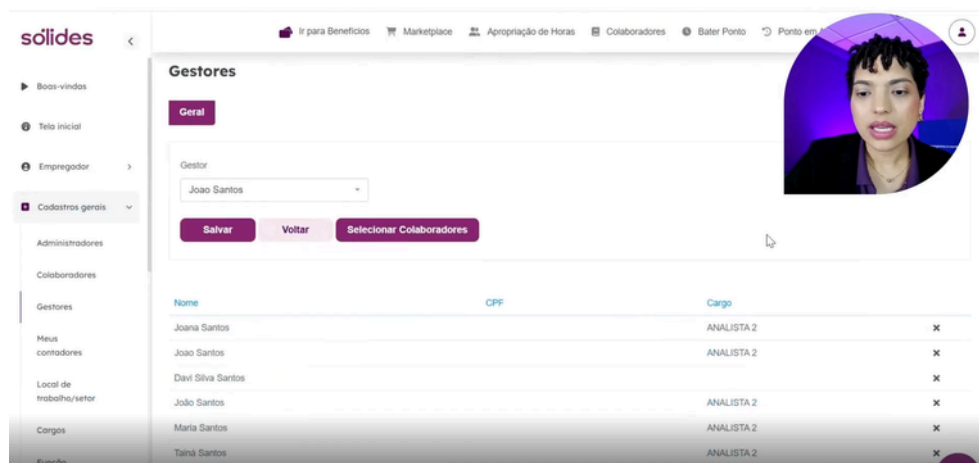 sólides
Ir para Benefícios Marketplace Apropriação de Horas Colaboradores Bater Ponto Ponto em
Boas-vindas
Tela inicial
Empregador
Cadastros gerais
Administradores
Colaboradores
Gestores
Meus
contadores
Local de
trabalho/setor
Cargos
Função
Gestores
Geral
Gestor
Joao Santos
Salvar Voltar Selecionar Colaboradores
Nome CPF Cargo
Joana Santos ANALISTA 2
Joao Santos ANALISTA 2
Davi Silva Santos
João Santos ANALISTA 2
Maria Santos ANALISTA 2
Tainá Santos ANALISTA 2